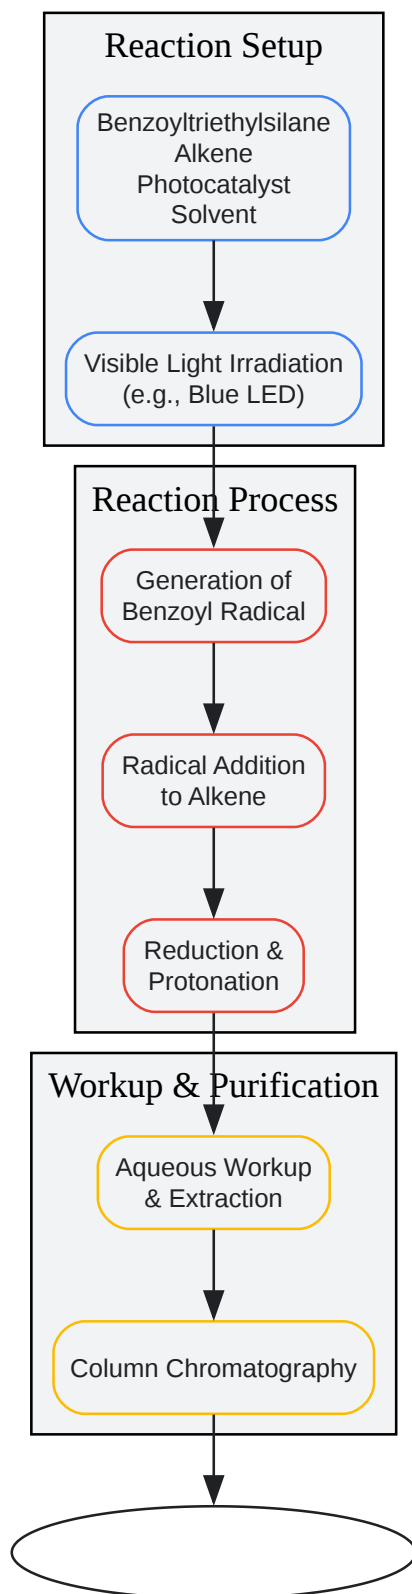 Reaction Setup
Benzoyltriethylsilane
Alkene
Photocatalyst
Solvent
Visible Light Irradiation
(e.g., Blue LED)
Reaction Process
Generation of
Benzoyl Radical
Radical Addition
to Alkene
Reduction &
Protonation
Workup & Purification
Aqueous Workup
& Extraction
Column Chromatography